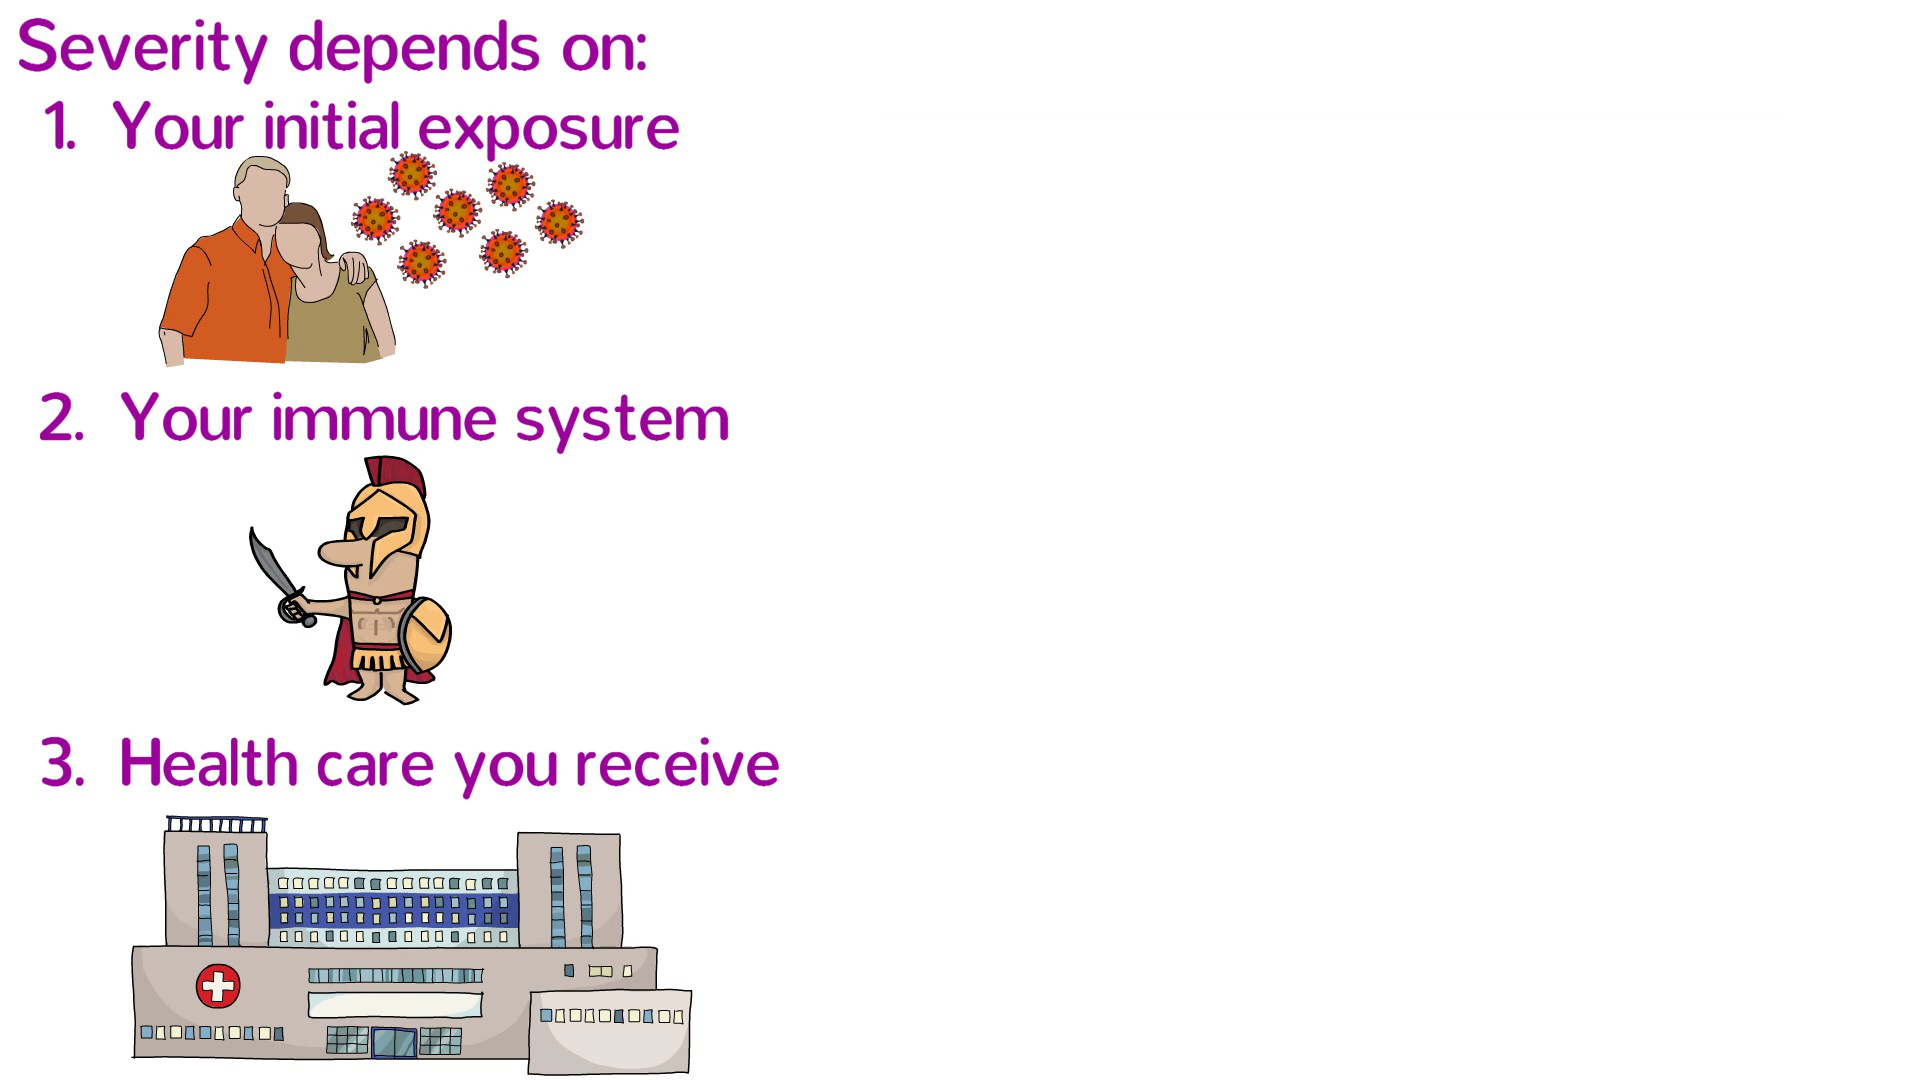 Severity depends on:
1. Your initial exposure
2. Your immune system
3. Health care you receive